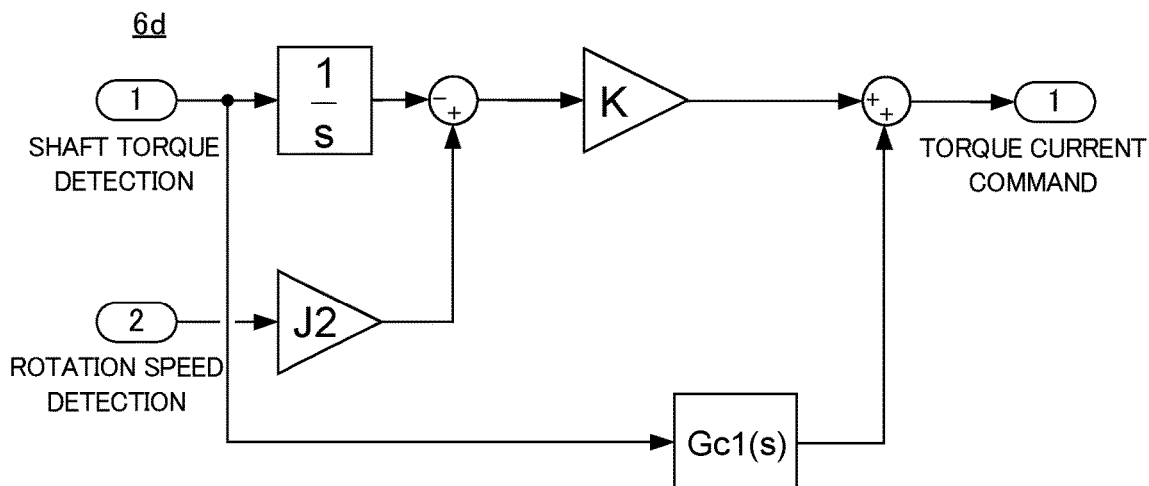 6d
1
SHAFT TORQUE
DETECTION
1
s
-
+
K
+
+
1
TORQUE CURRENT
COMMAND
2
ROTATION SPEED
DETECTION
J2
Gc1(s)